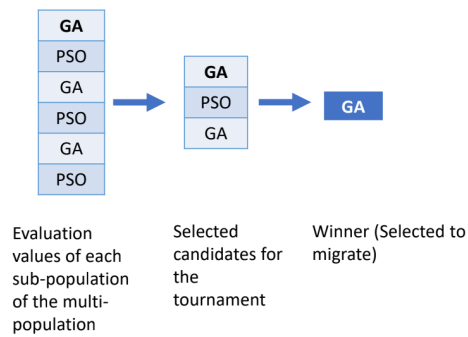 GA
PSO
GA
PSO
GA
PSO
GA
PSO
GA
GA
Evaluation
values of each
sub-population
of the multi-
population
Selected
candidates for
the
tournament
Winner (Selected to
migrate)